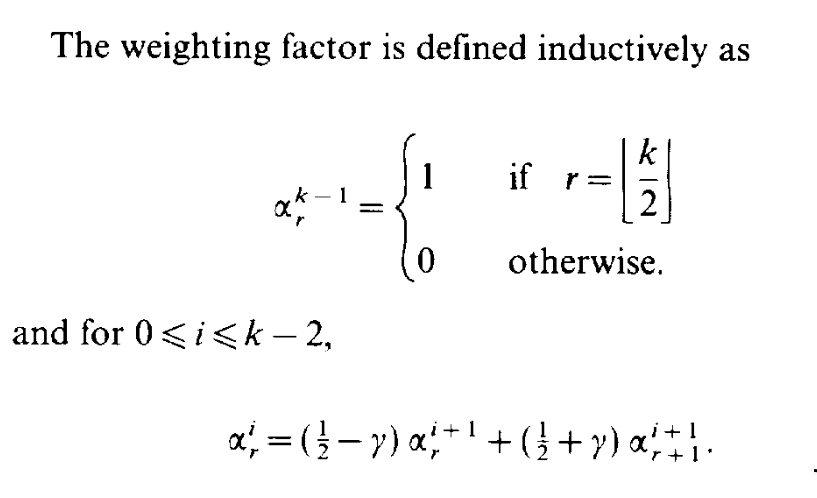 The weighting factor is defined inductively as
α_r^{k-1} = { 1 if r = ⌊k/2⌋
0 otherwise.
and for 0 ⩽ i ⩽ k – 2,
α_r^i = (½ – γ) α_r^{i+1} + (½ + γ) α_{r+1}^{i+1}.